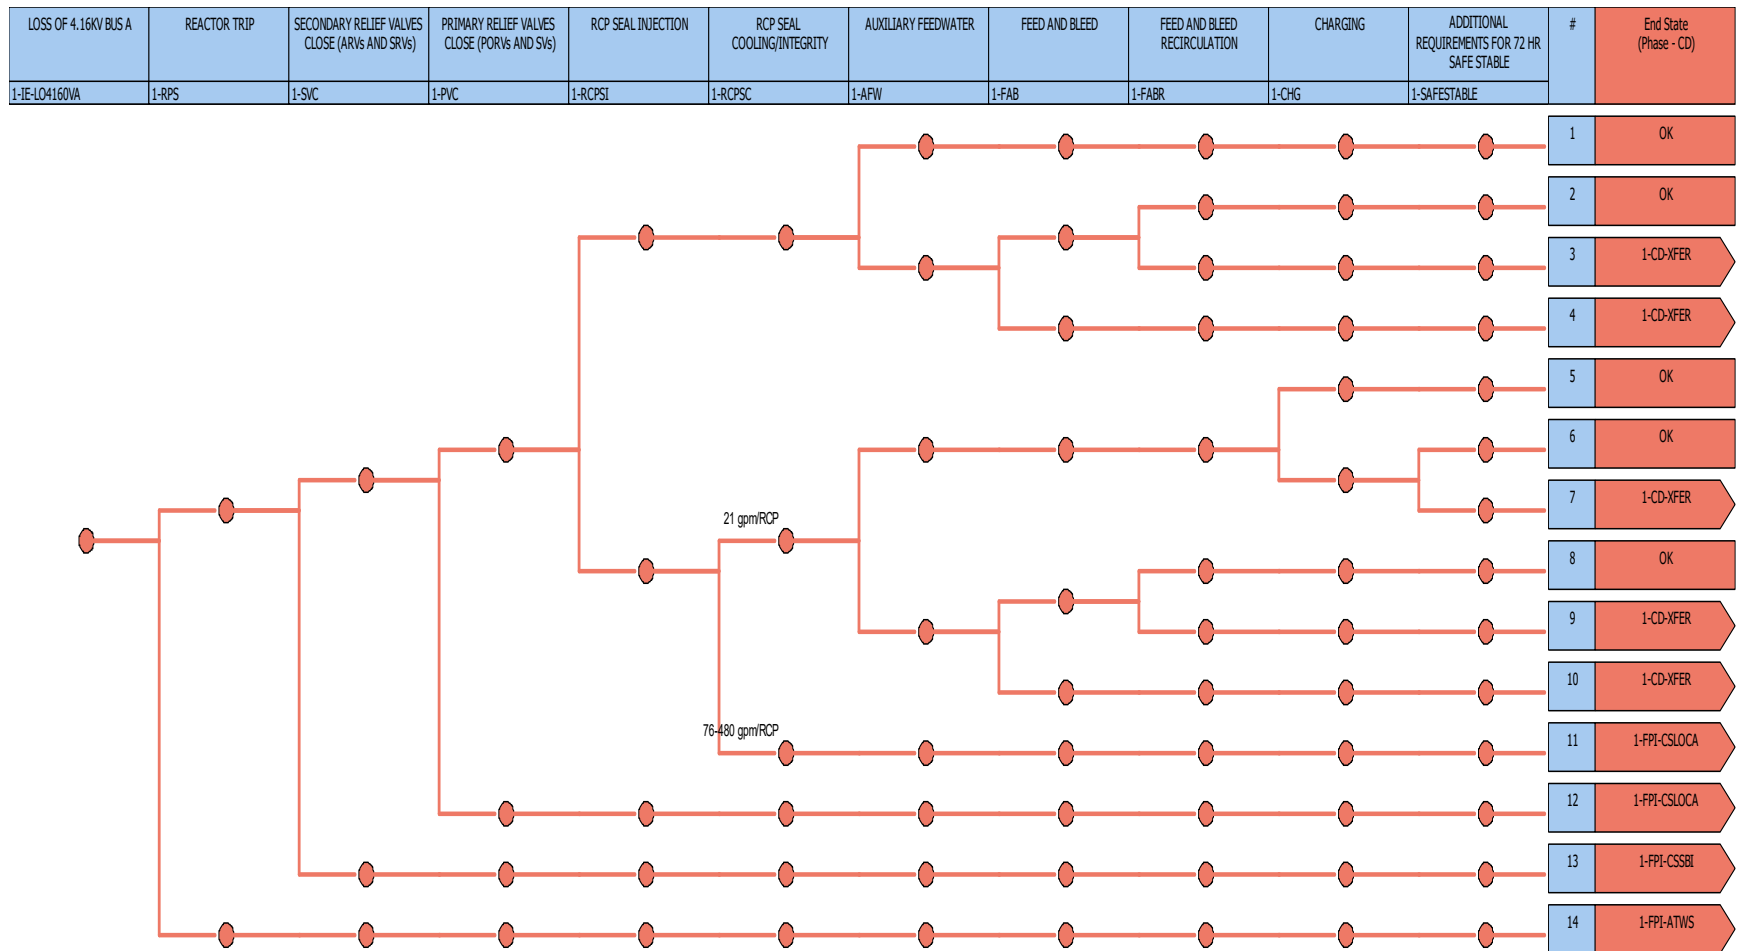 LOSS OF 4.16KV BUS A
REACTOR TRIP
SECONDARY RELIEF VALVES
CLOSE (ARVs AND SRVs)
PRIMARY RELIEF VALVES
CLOSE (PORVs AND SVs)
RCP SEAL INJECTION
RCP SEAL
COOLING/INTEGRITY
AUXILIARY FEEDWATER
FEED AND BLEED
FEED AND BLEED
RECIRCULATION
CHARGING
ADDITIONAL
REQUIREMENTS FOR 72 HR
SAFE STABLE
#
End State
(Phase - CD)
1-IE-LO4160VA
1-RPS
1-SVC
1-PVC
1-RCPSI
1-RCPSC
1-AFW
1-FAB
1-FABR
1-CHG
1-SAFESTABLE
1 OK
2 OK
3 1-CD-XFER
4 1-CD-XFER
5 OK
6 OK
7 1-CD-XFER
21 gpm/RCP
8 OK
9 1-CD-XFER
10 1-CD-XFER
76-480 gpm/RCP
11 1-FPI-CSLOCA
12 1-FPI-CSLOCA
13 1-FPI-CSSBI
14 1-FPI-ATWS